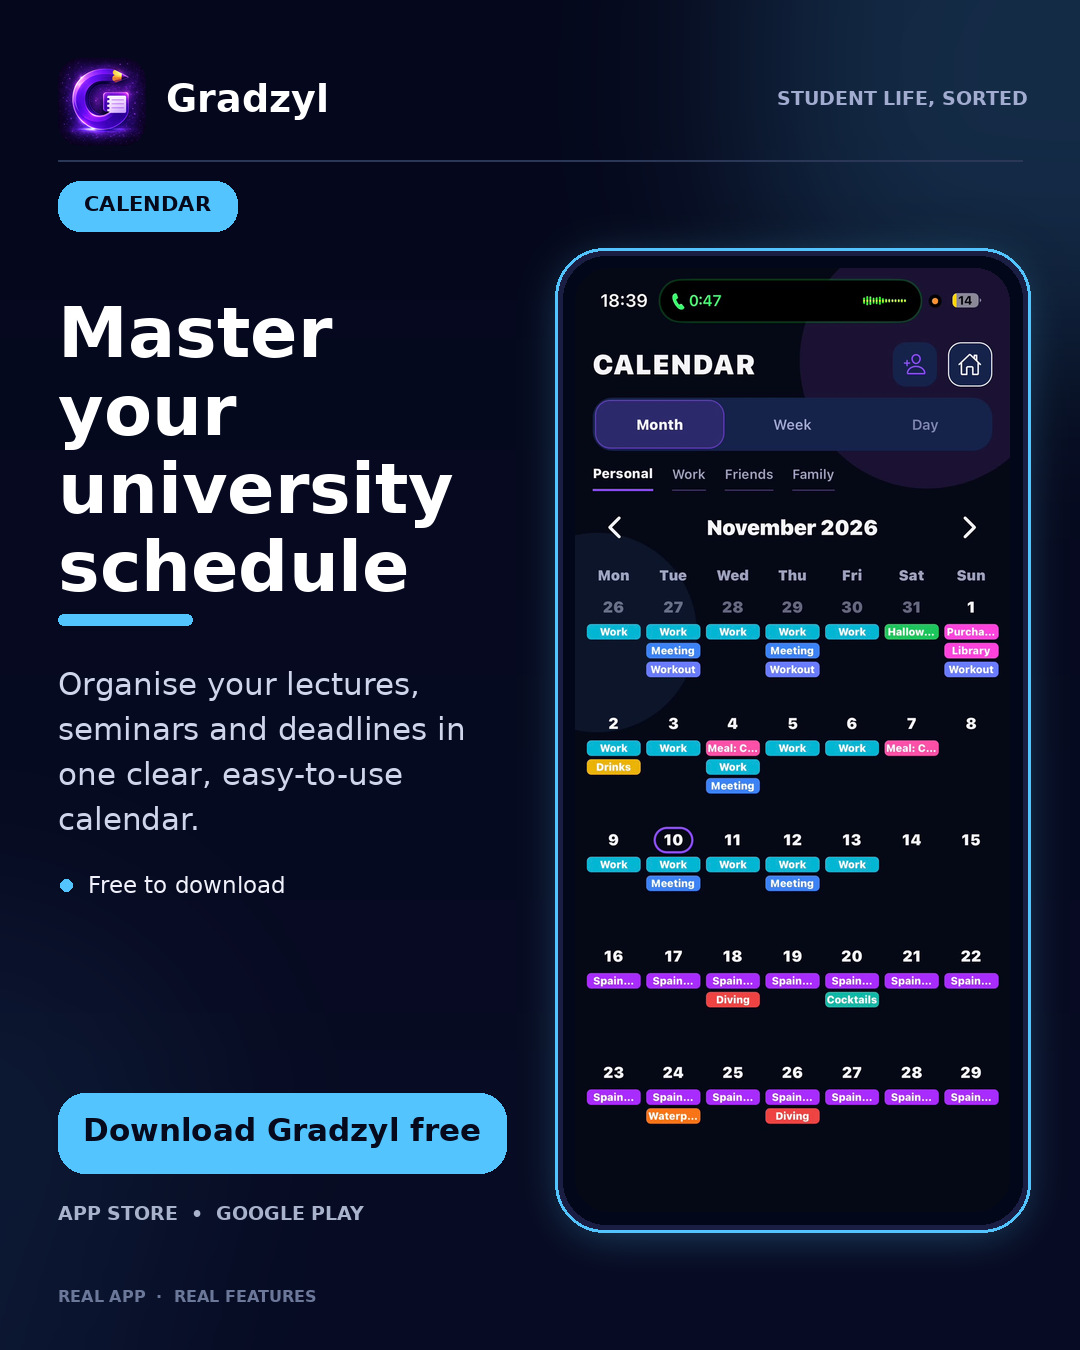 Gradzyl
STUDENT LIFE, SORTED
CALENDAR
Master
your
university
schedule
Organise your lectures,
seminars and deadlines in
one clear, easy-to-use
calendar.
Free to download
Download Gradzyl free
APP STORE • GOOGLE PLAY
REAL APP · REAL FEATURES
18:39 0:47 14
CALENDAR
Month Week Day
Personal Work Friends Family
November 2026
Mon Tue Wed Thu Fri Sat Sun
26 27 28 29 30 31 1
Work Work Work Work Work Hallow... Purcha...
Meeting Meeting Library
Workout Workout Workout
2 3 4 5 6 7 8
Work Work Meal: C... Work Work Meal: C...
Drinks Work
Meeting
9 10 11 12 13 14 15
Work Work Work Work Work
Meeting Meeting
16 17 18 19 20 21 22
Spain... Spain... Spain... Spain... Spain... Spain... Spain...
Diving Cocktails
23 24 25 26 27 28 29
Spain... Spain... Spain... Spain... Spain... Spain... Spain...
Waterp... Diving